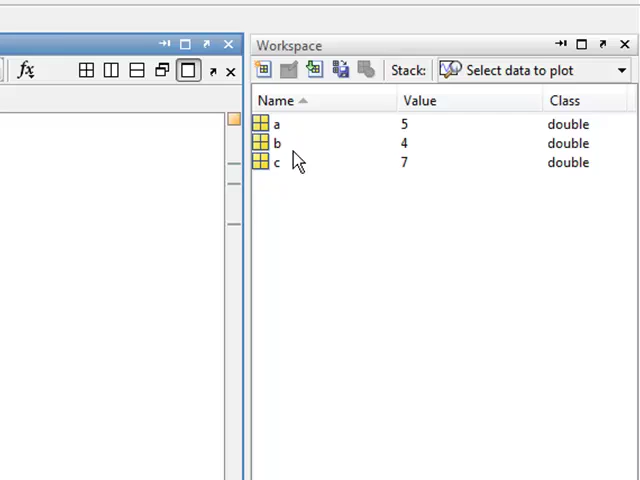 Workspace
fx
Stack: Select data to plot
Name Value Class
a 5 double
b 4 double
c 7 double